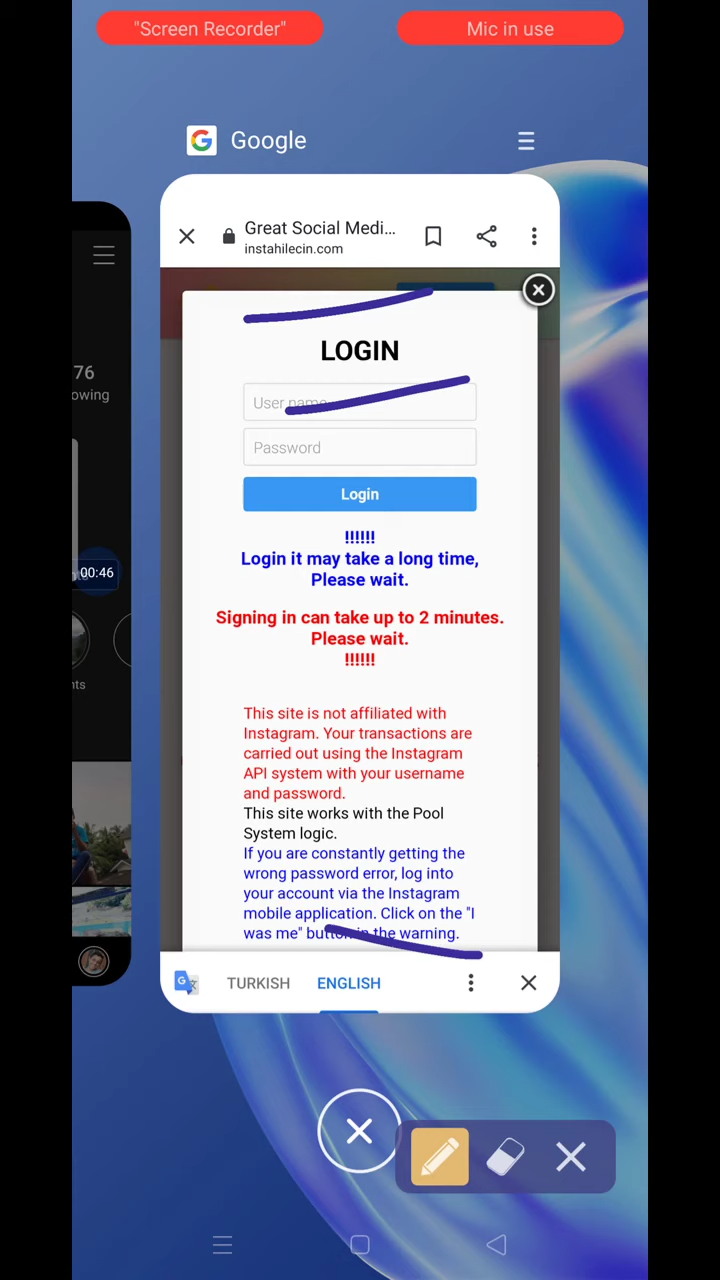 "Screen Recorder"
Mic in use
Google
Great Social Medi...
instahilecin.com
76
owing
LOGIN
User name
Password
Login
00:46
!!!!!!
Login it may take a long time,
Please wait.
Signing in can take up to 2 minutes.
Please wait.
!!!!!!
nts
This site is not affiliated with
Instagram. Your transactions are
carried out using the Instagram
API system with your username
and password.
This site works with the Pool
System logic.
If you are constantly getting the
wrong password error, log into
your account via the Instagram
mobile application. Click on the "I
was me" button in the warning.
TURKISH
ENGLISH